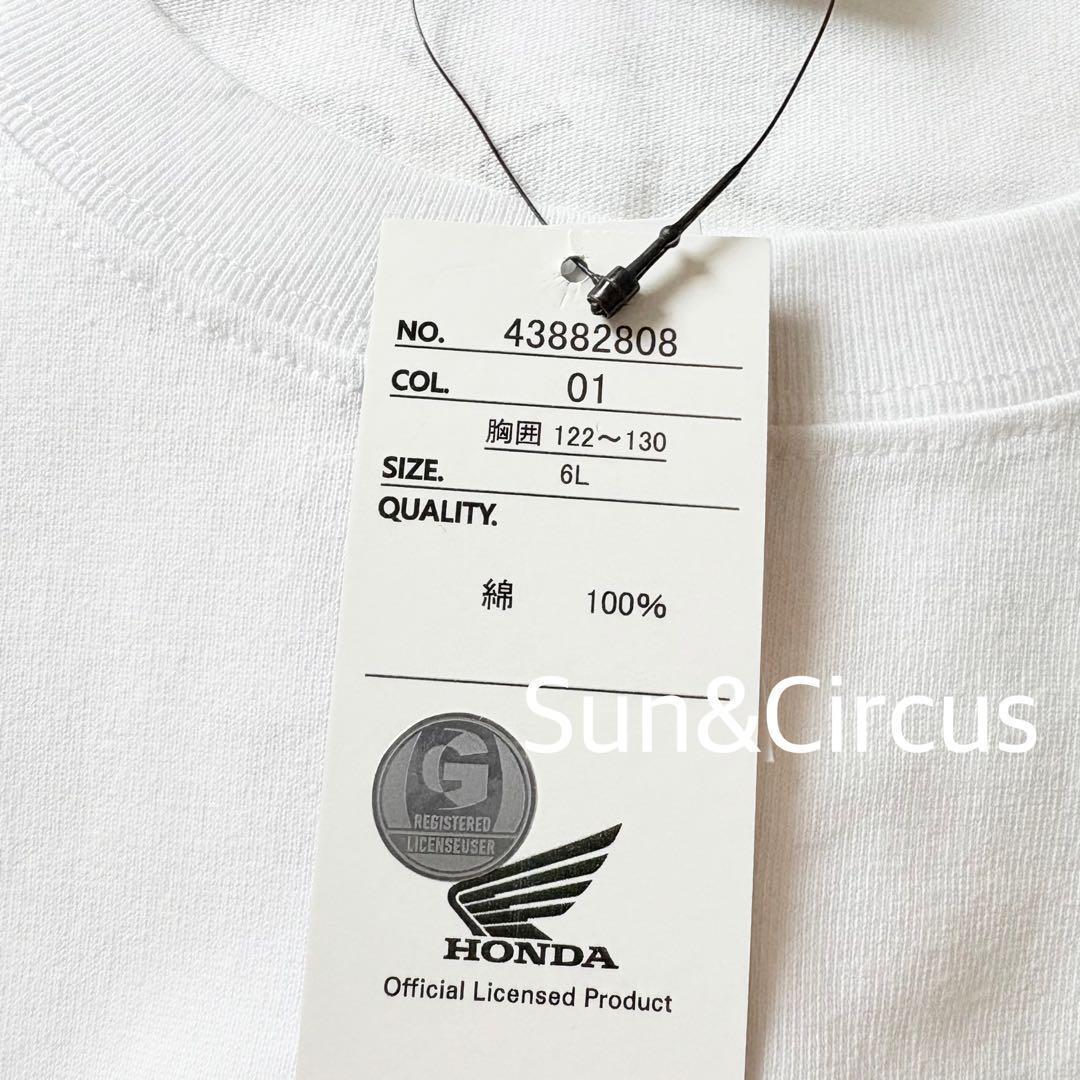 NO. 43882808
COL. 01
胸囲 122～130
SIZE. 6L
QUALITY.
綿 100%
Sun&Circus
G
REGISTERED
LICENSEUSER
HONDA
Official Licensed Product